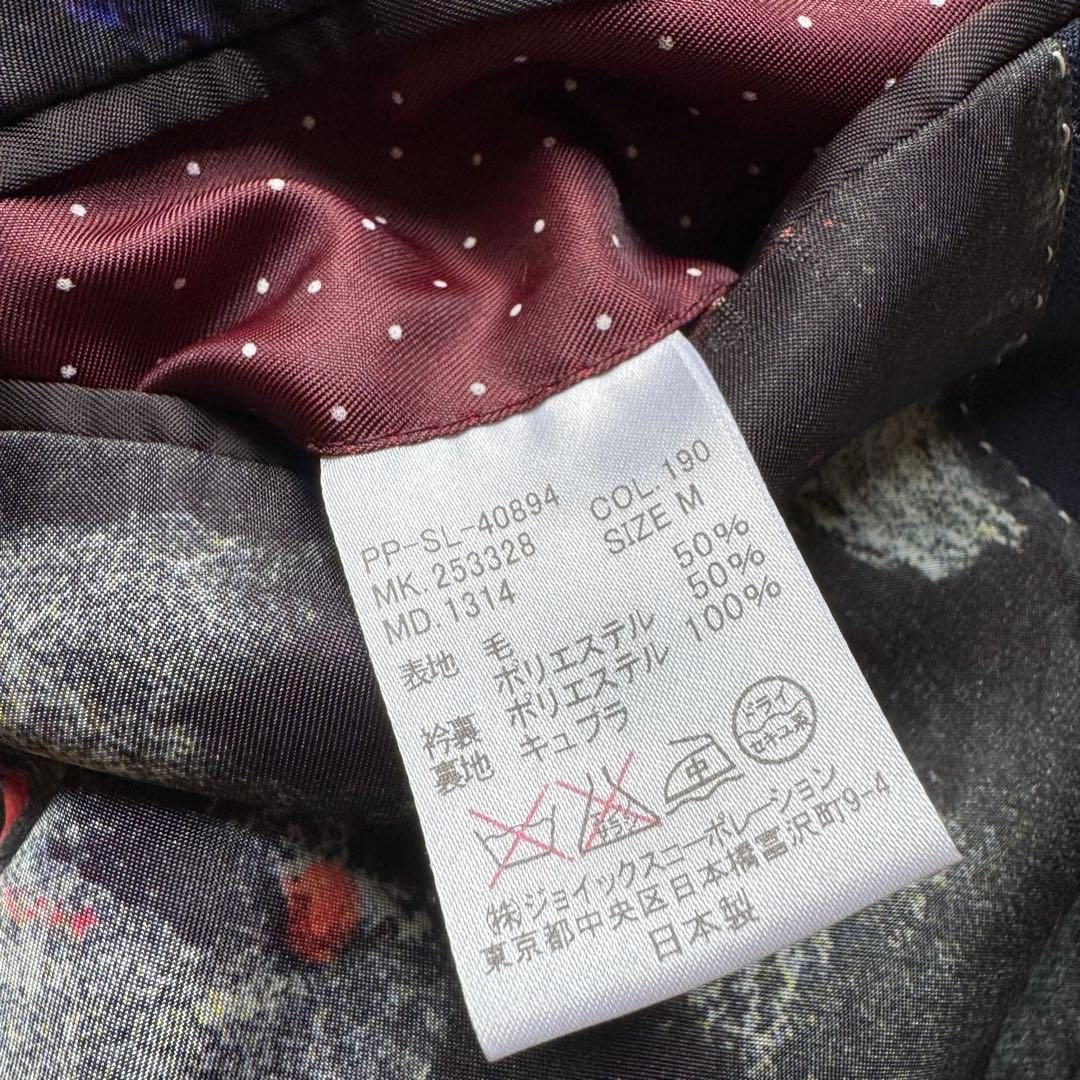 PP-SL-40894 COL.190
MK.253328 SIZE M
MD.1314
表地 毛 50%
ポリエステル 50%
衿裏 ポリエステル 100%
裏地 キュプラ
中 ドライ セキユ系
㈱ジョイックスコーポレーション
東京都中央区日本橋富沢町9-4
日本製